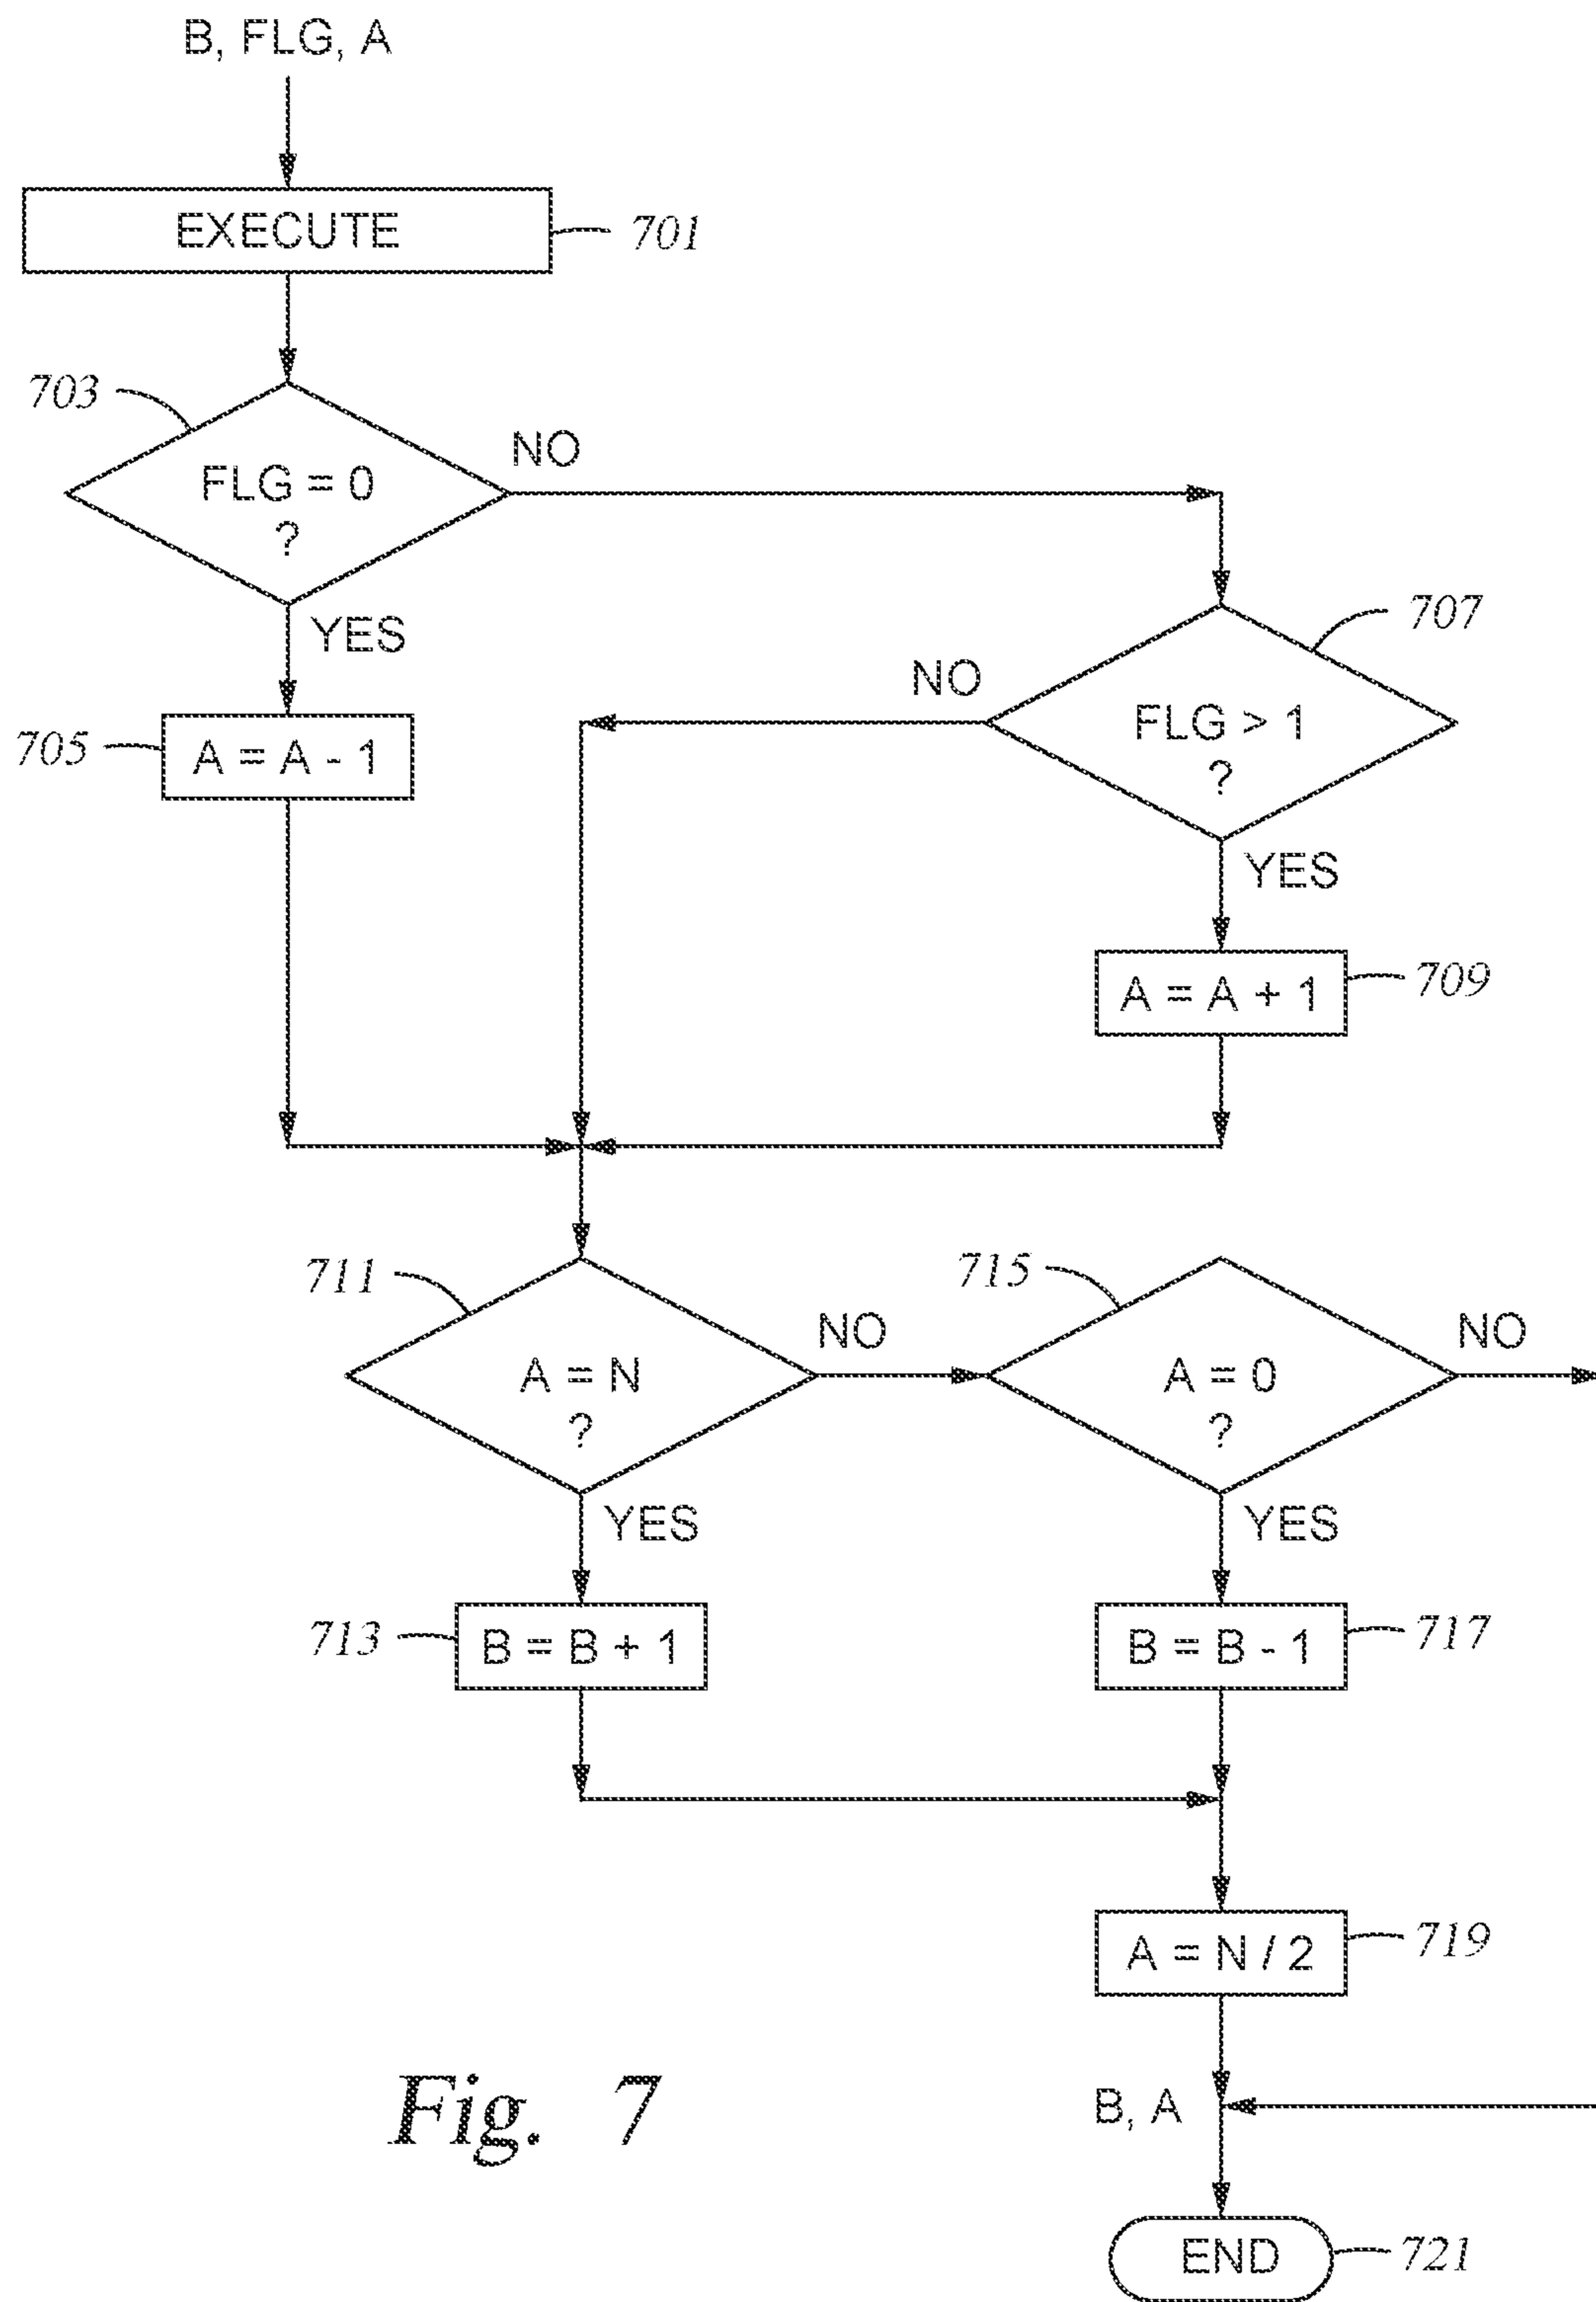 B, FLG, A
EXECUTE
701
703
FLG = 0
?
NO
YES
705
A = A - 1
707
NO
FLG > 1
?
YES
A = A + 1
709
711
A = N
?
NO
YES
715
A = 0
?
NO
YES
713
B = B + 1
B = B - 1
717
A = N / 2
719
B, A
Fig. 7
END
721